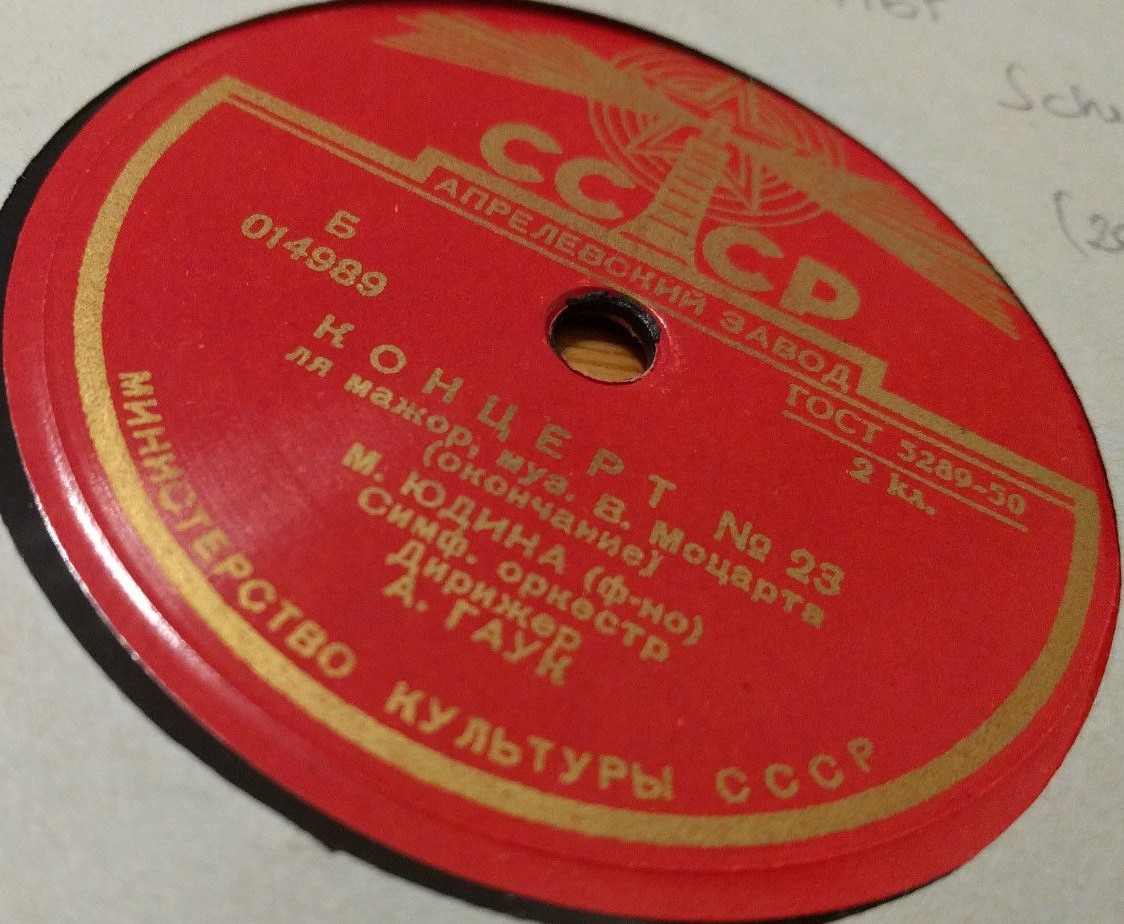 СССР
АПРЕЛЕВСКИЙ ЗАВОД
ГОСТ 5289-50
2 кл.
Б
014989
КОНЦЕРТ № 23
ля мажор, муз. В. Моцарта
(окончание)
М. ЮДИНА (ф-но)
Симф. оркестр
Дирижер
А. ГАУК
МИНИСТЕРСТВО КУЛЬТУРЫ СССР